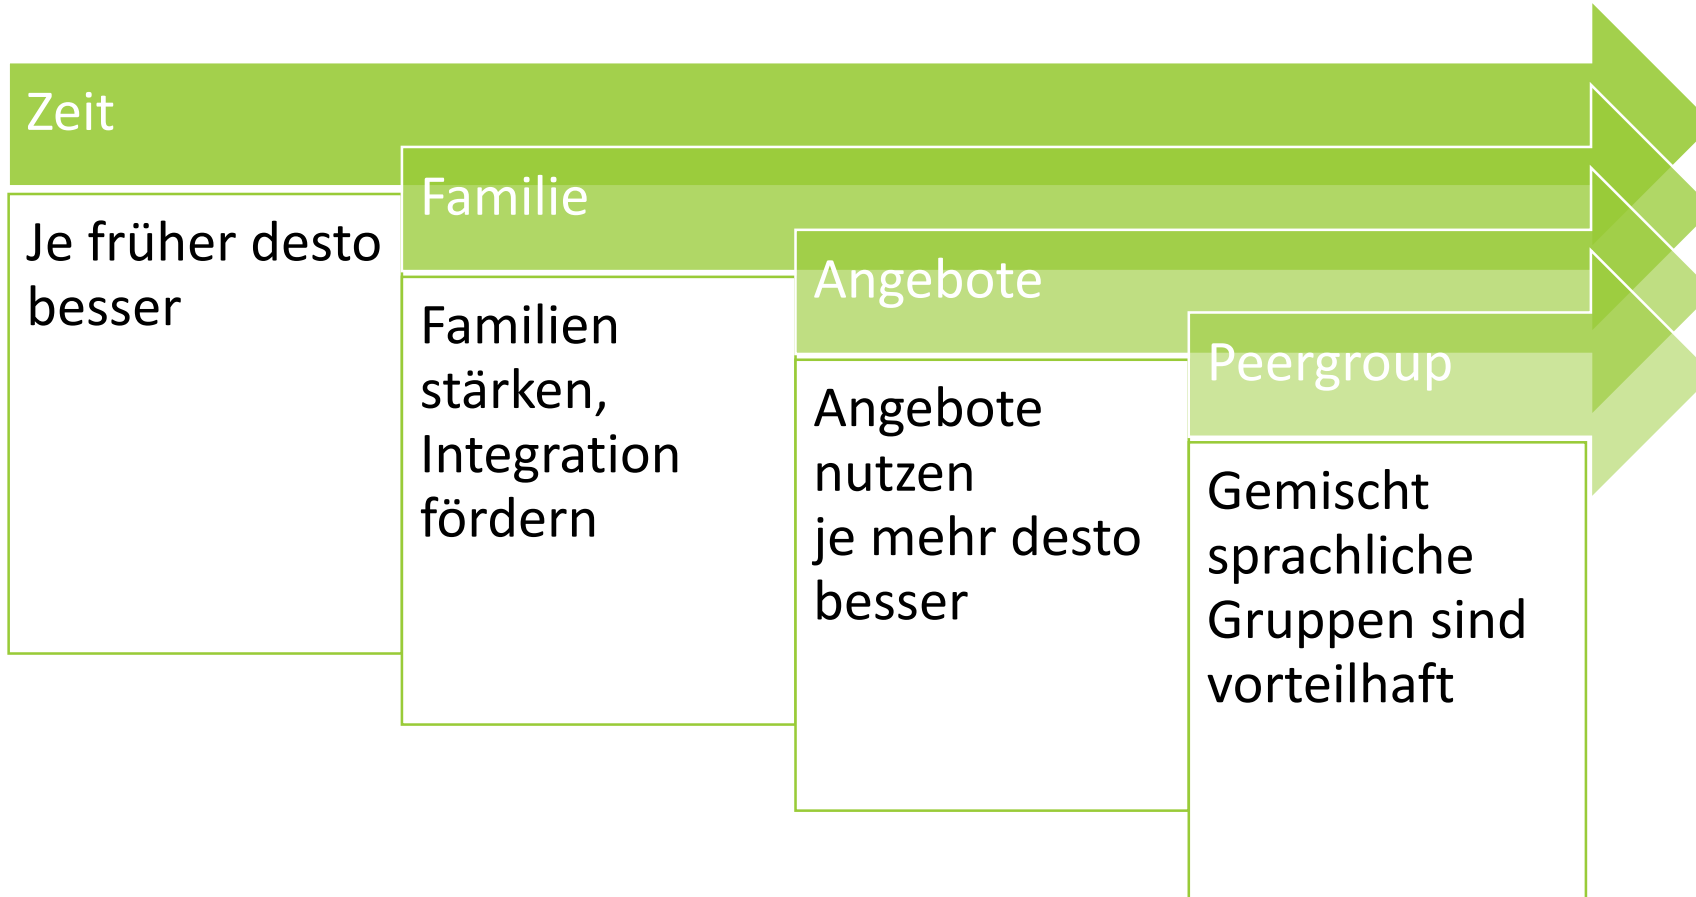 Zeit
Je früher desto
besser
Familie
Familien
stärken,
Integration
fördern
Angebote
Angebote
nutzen
je mehr desto
besser
Peergroup
Gemischt
sprachliche
Gruppen sind
vorteilhaft